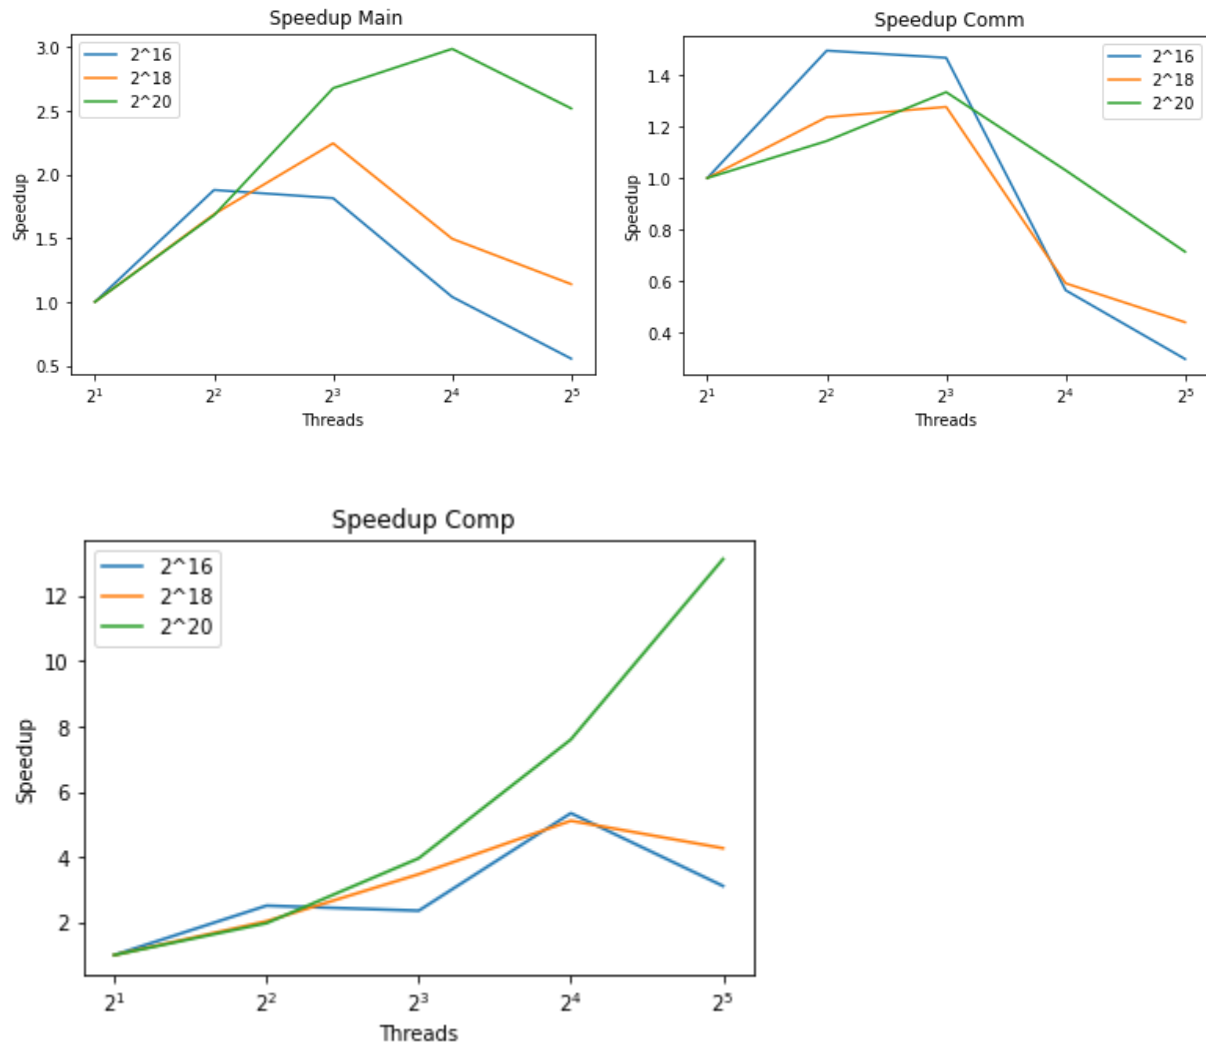 Speedup Main
3.0
2.5
2.0
1.5
1.0
0.5
Speedup
2^16
2^18
2^20
2¹ 2² 2³ 2⁴ 2⁵
Threads
Speedup Comm
1.4
1.2
1.0
0.8
0.6
0.4
Speedup
2^16
2^18
2^20
2¹ 2² 2³ 2⁴ 2⁵
Threads
Speedup Comp
12
10
8
6
4
2
Speedup
2^16
2^18
2^20
2¹ 2² 2³ 2⁴ 2⁵
Threads